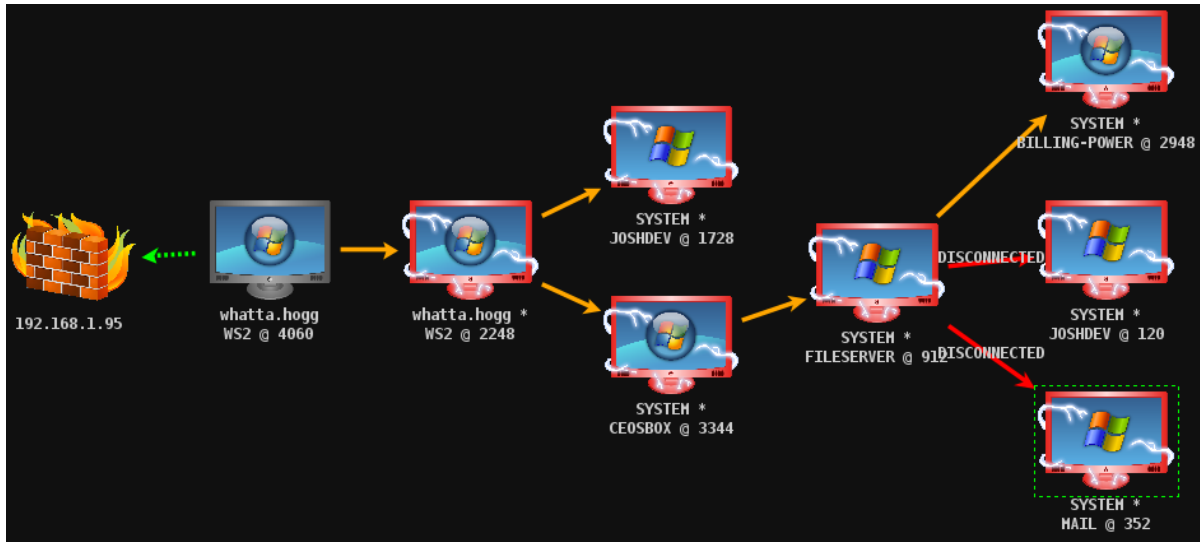 SYSTEM *
BILLING-POWER @ 2948
SYSTEM *
JOSHDEV @ 1728
192.168.1.95
whatta.hogg
WS2 @ 4060
whatta.hogg *
WS2 @ 2248
DISCONNECTED
SYSTEM *
JOSHDEV @ 120
SYSTEM *
FILESERVER @ 912
DISCONNECTED
SYSTEM *
CEOSBOX @ 3344
SYSTEM *
MAIL @ 352